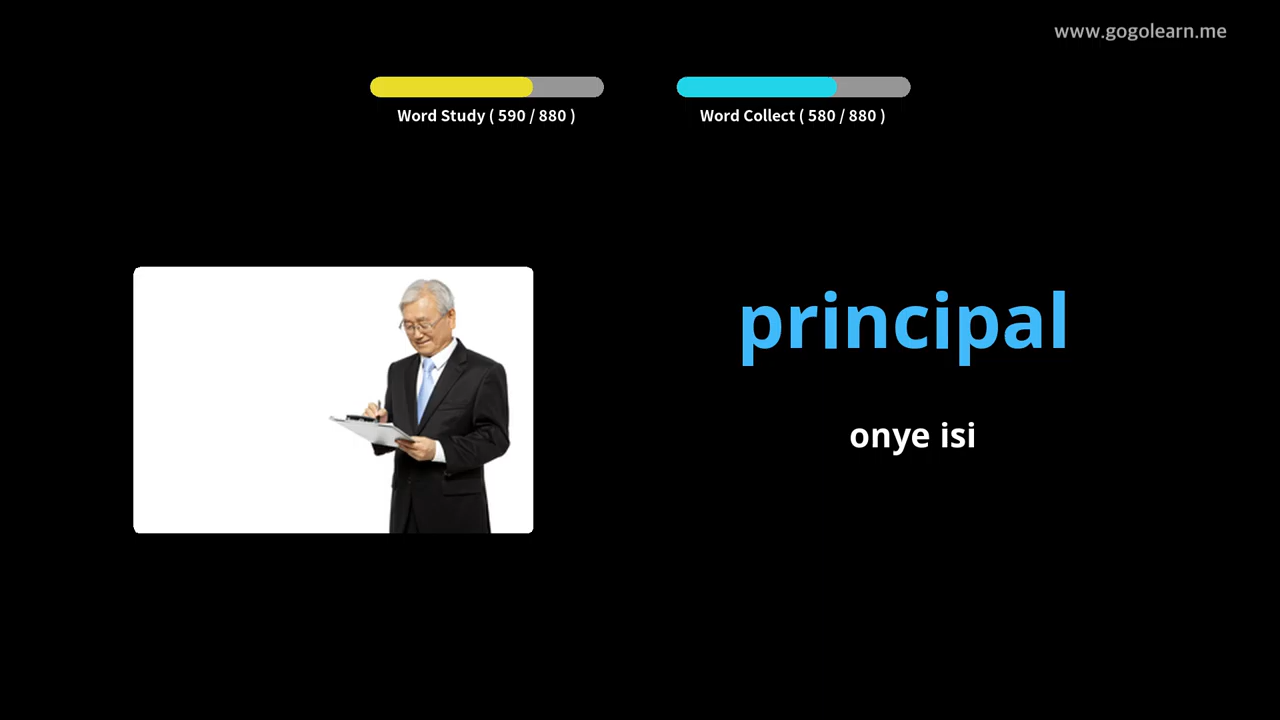 www.gogolearn.me
Word Study ( 590 / 880 )
Word Collect ( 580 / 880 )
principal
onye isi